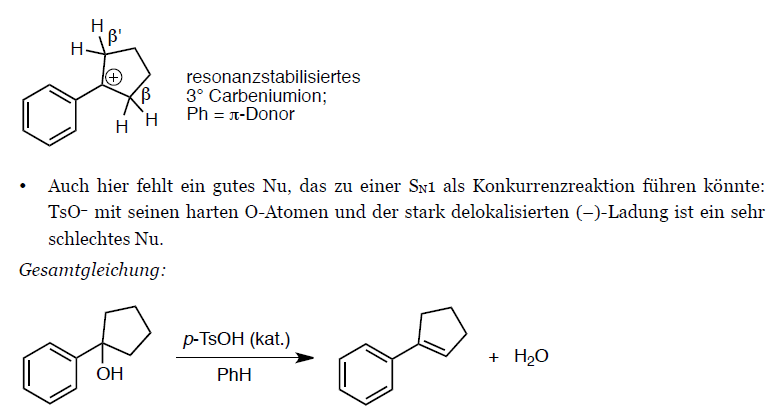 H
H
β'
⊕
β
H
H
resonanzstabilisiertes
3° Carbeniumion;
Ph = π-Donor
• Auch hier fehlt ein gutes Nu, das zu einer SN1 als Konkurrenzreaktion führen könnte:
TsO– mit seinen harten O-Atomen und der stark delokalisierten (–)-Ladung ist ein sehr
schlechtes Nu.
Gesamtgleichung:
OH
p-TsOH (kat.)
PhH
+ H2O